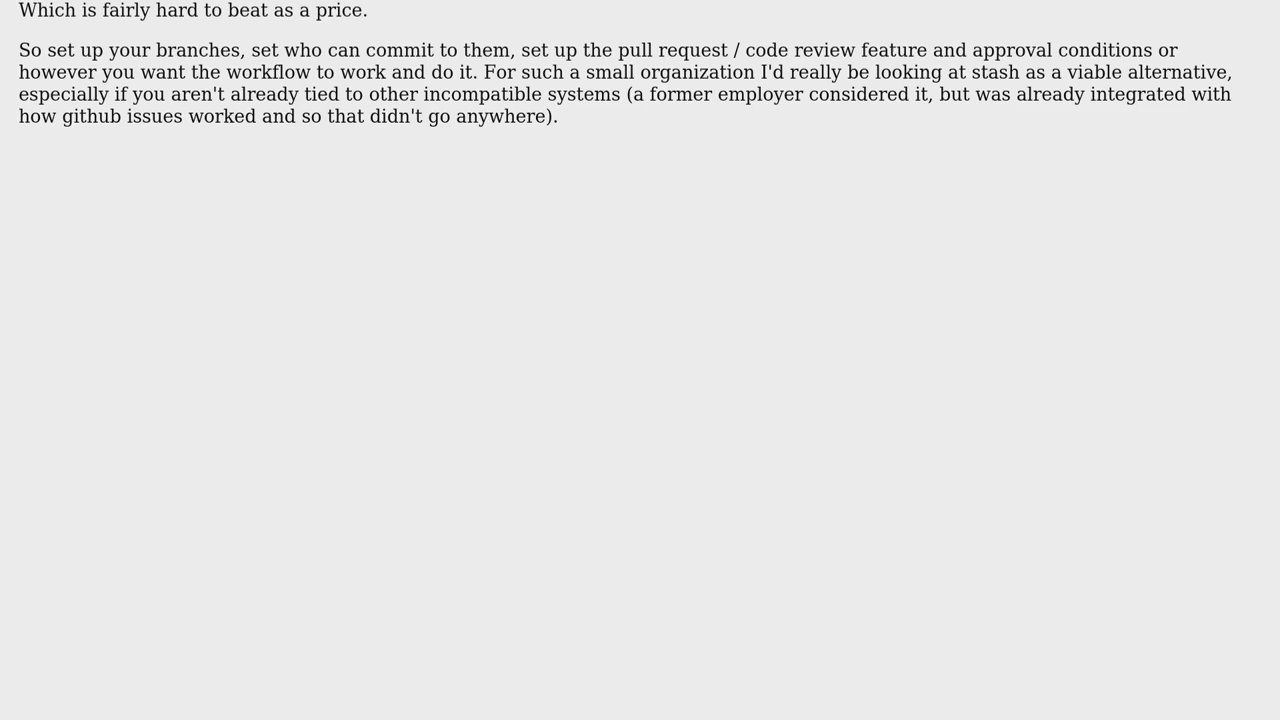 Which is fairly hard to beat as a price.
So set up your branches, set who can commit to them, set up the pull request / code review feature and approval conditions or
however you want the workflow to work and do it. For such a small organization I'd really be looking at stash as a viable alternative,
especially if you aren't already tied to other incompatible systems (a former employer considered it, but was already integrated with
how github issues worked and so that didn't go anywhere).